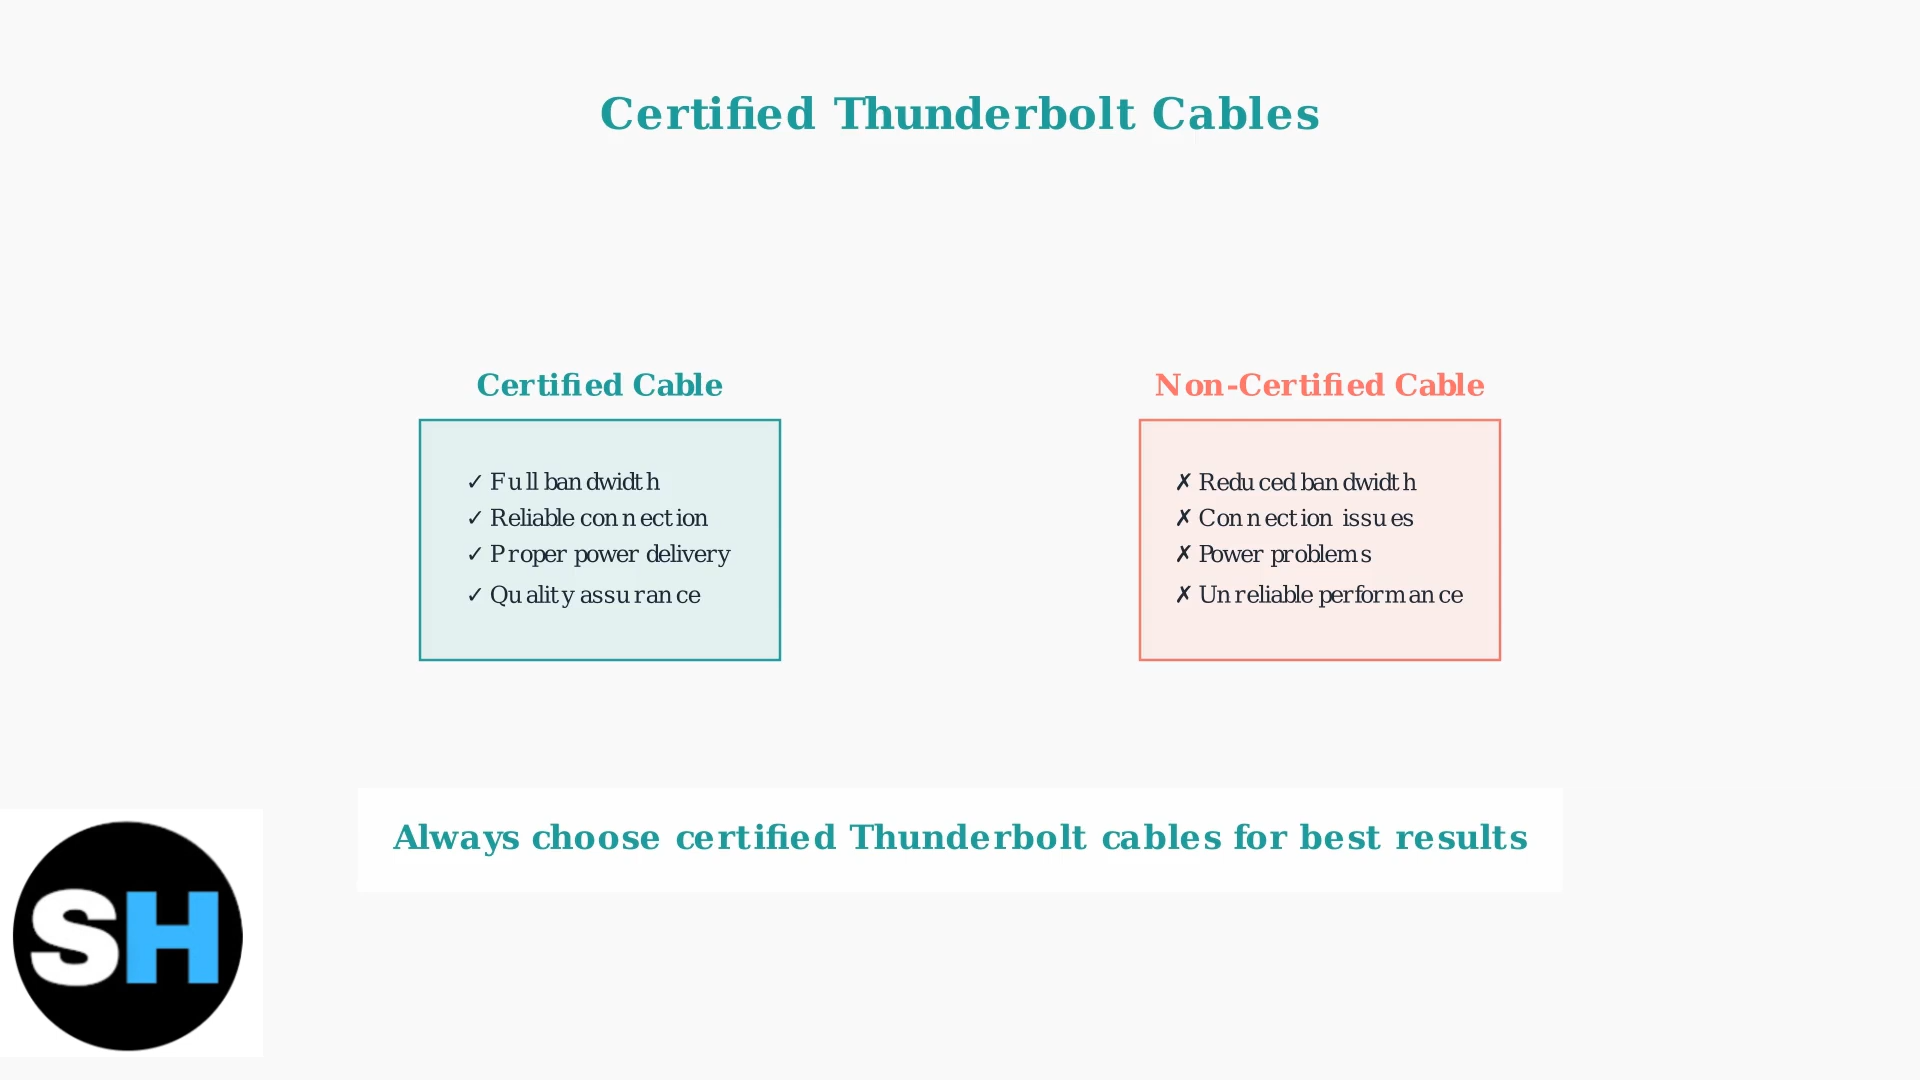 Certified Thunderbolt Cables
Certified Cable
✓ Full bandwidth
✓ Reliable connection
✓ Proper power delivery
✓ Quality assurance
Non-Certified Cable
✗ Reduced bandwidth
✗ Connection issues
✗ Power problems
✗ Unreliable performance
Always choose certified Thunderbolt cables for best results
SH